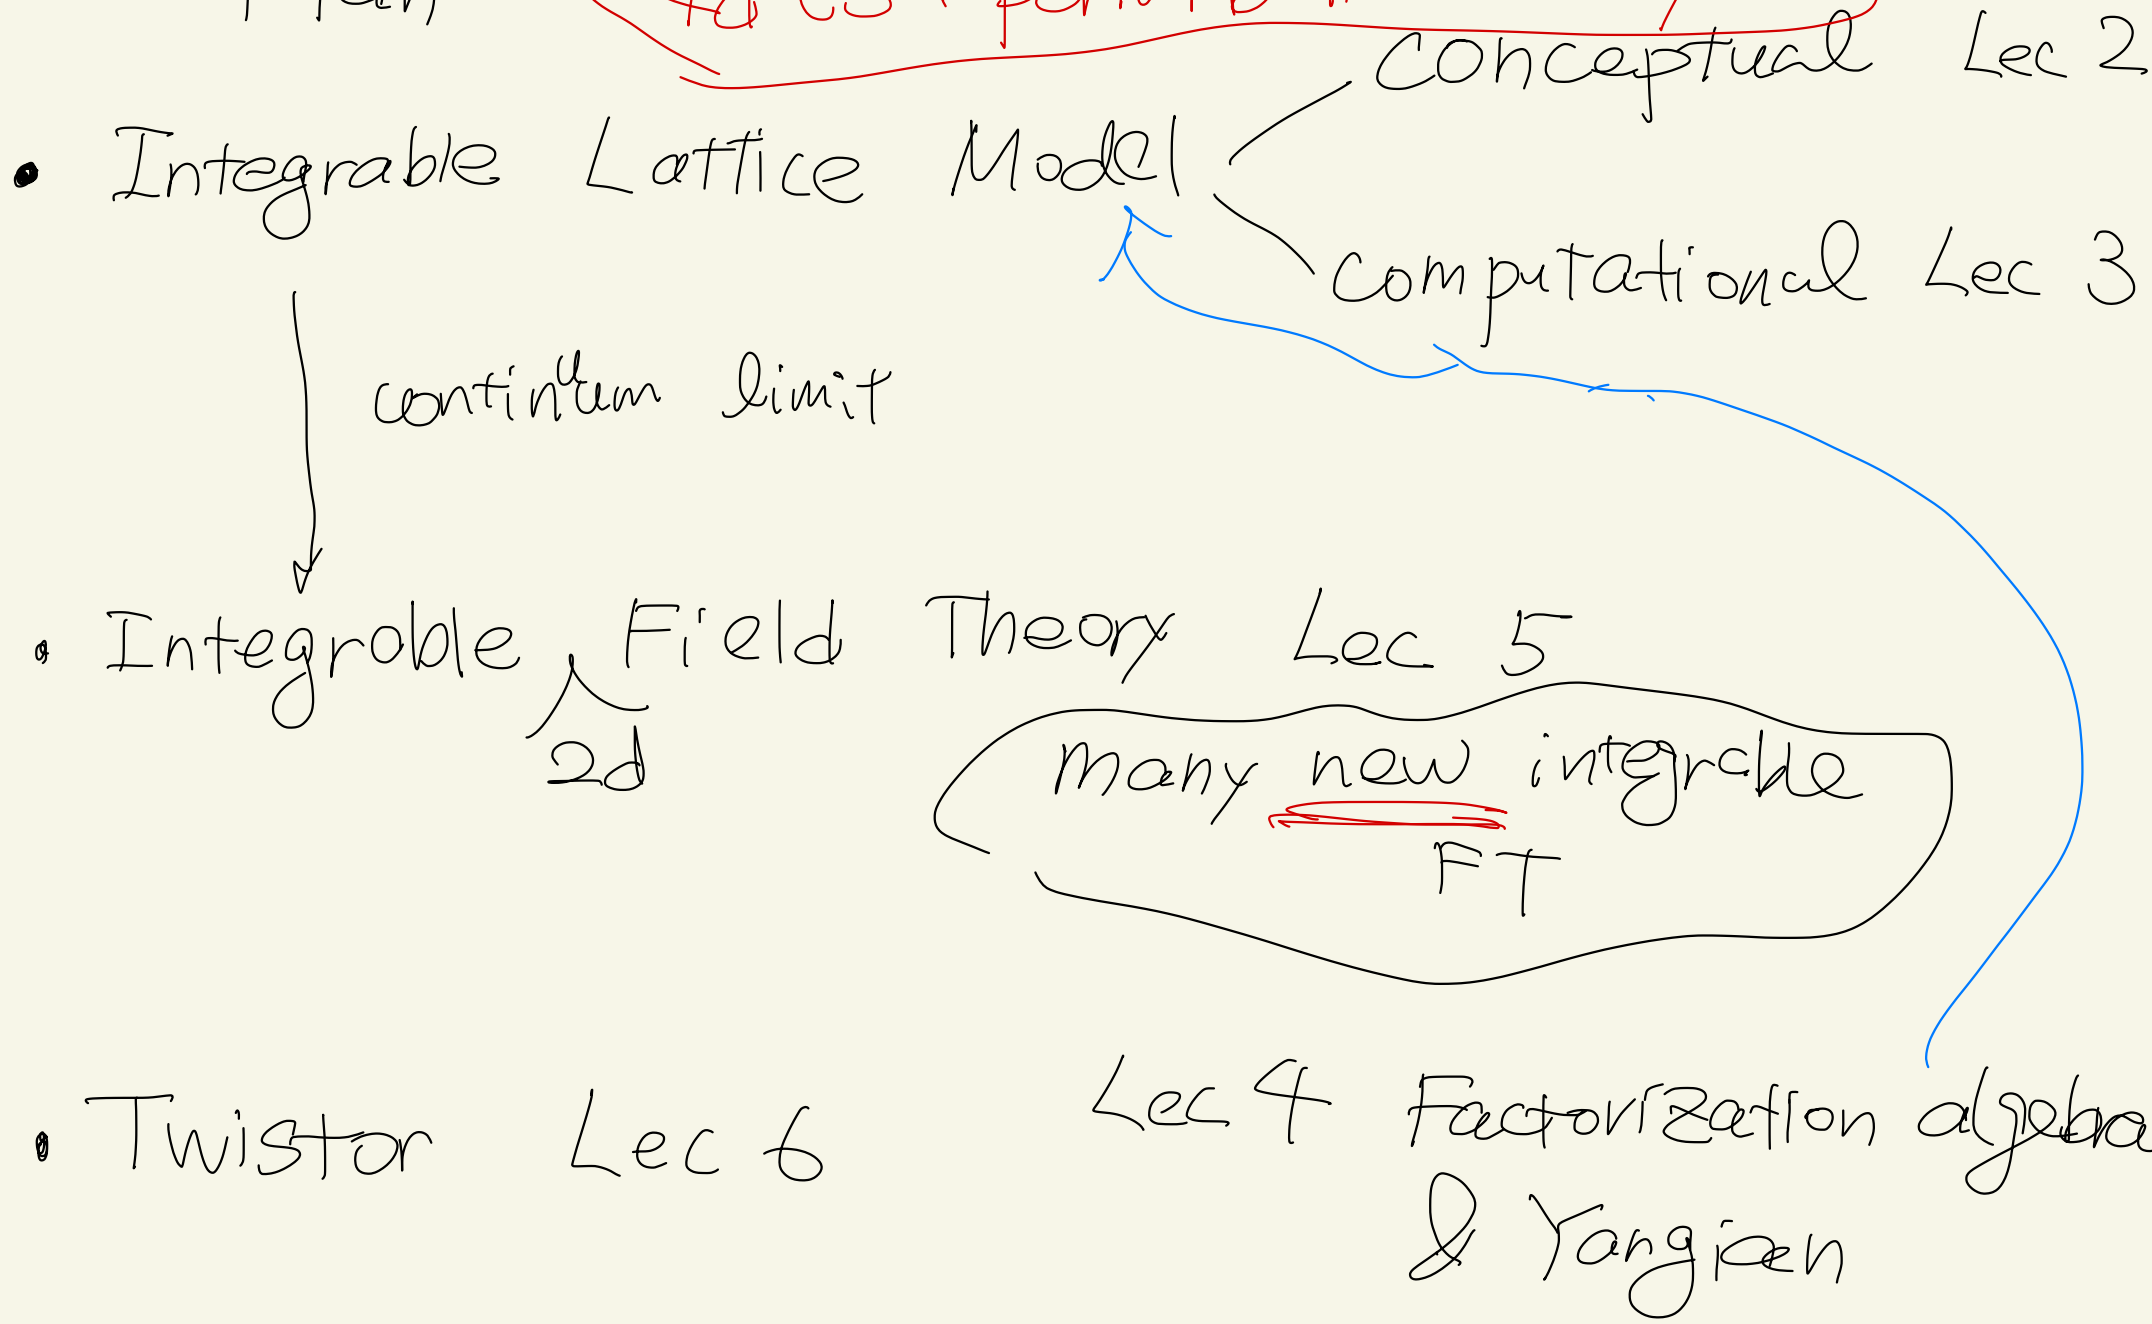 conceptual Lec 2
• Integrable Lattice Model
computational Lec 3
continuum limit
• Integrable Field Theory Lec 5
2d
many new integrable
FT
• Twistor Lec 6
Lec 4 Factorization algebra
& Yangian